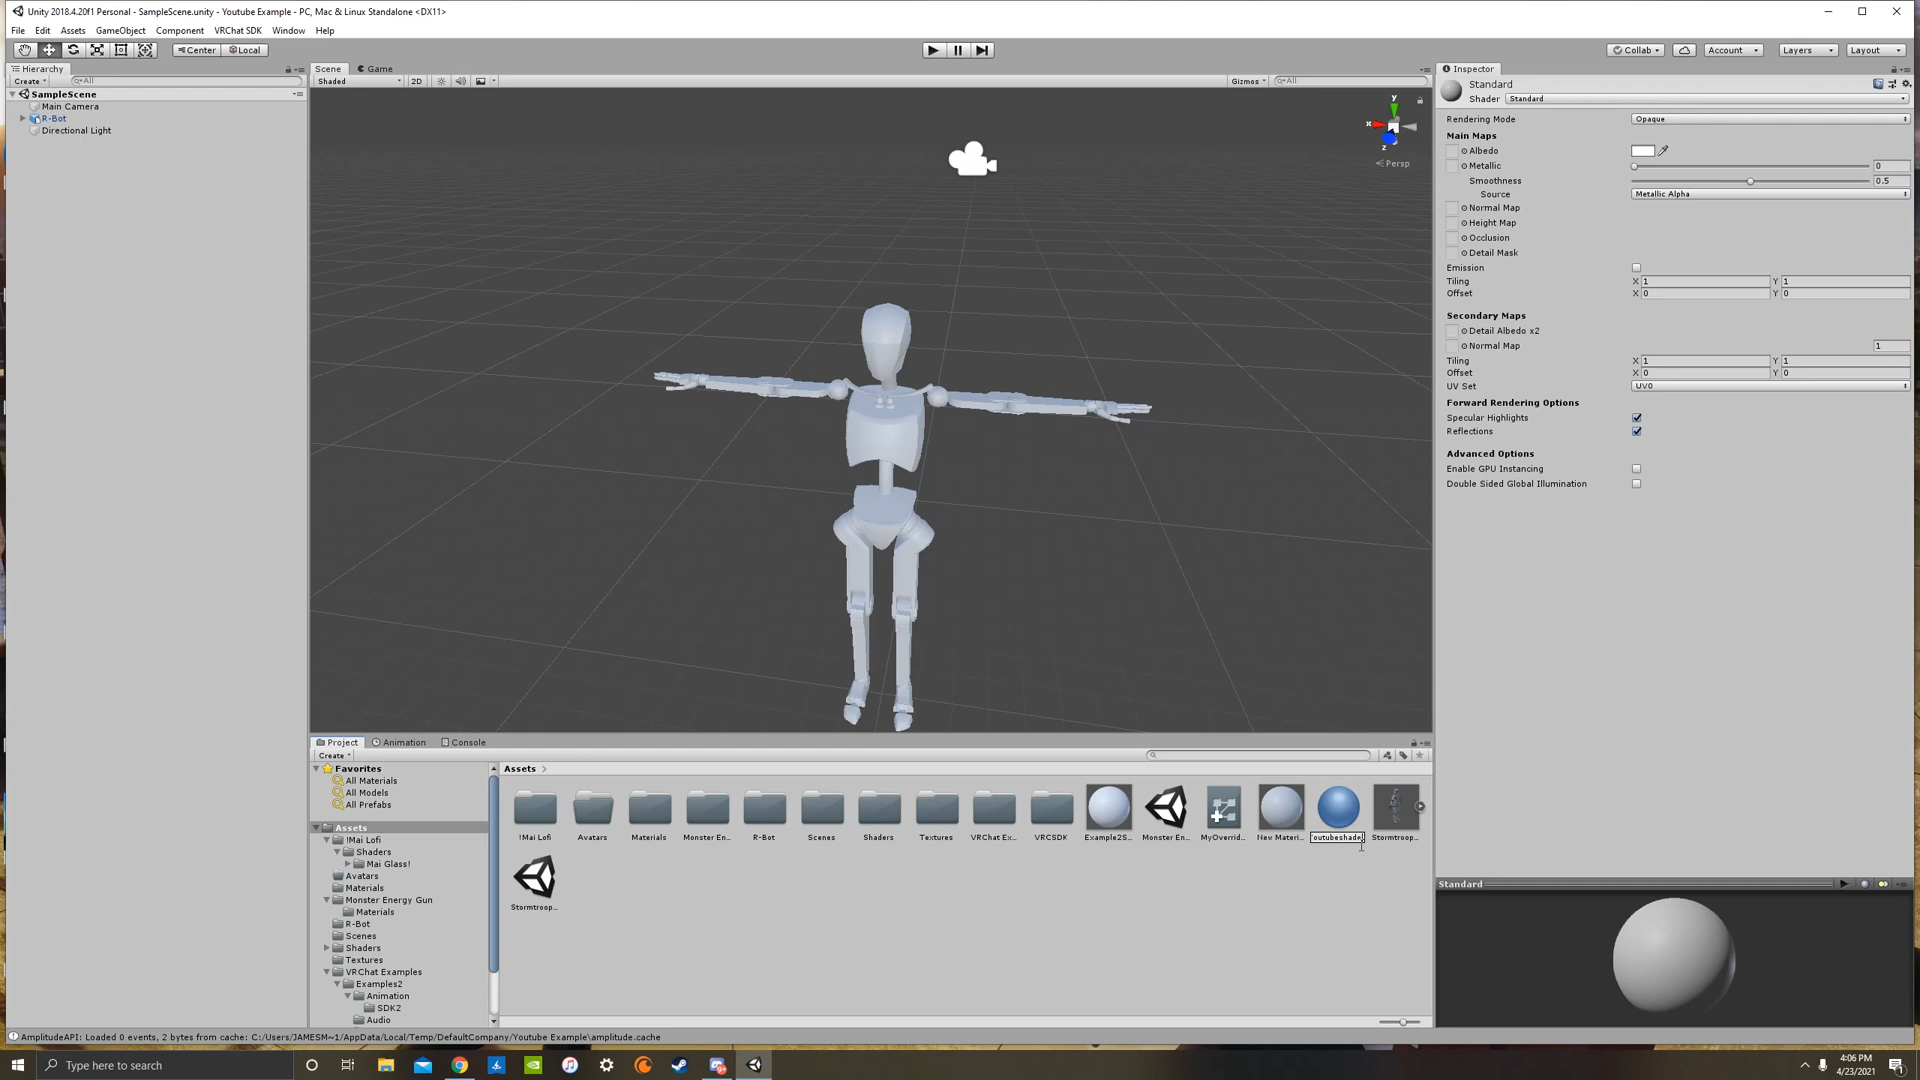 Unity 2018.4.20f1 Personal - SampleScene.unity - Youtube Example - PC, Mac & Linux Standalone <DX11>
File Edit Assets GameObject Component VRChat SDK Window Help
Center Local Collab Account Layers Layout
Hierarchy
Create All
SampleScene
Main Camera
R-Bot
Directional Light
Scene Game
Shaded 2D Gizmos All
y
x
z
Persp
Inspector
Standard
Shader Standard
Rendering Mode Opaque
Main Maps
Albedo
Metallic 0
Smoothness 0.5
Source Metallic Alpha
Normal Map
Height Map
Occlusion
Detail Mask
Emission
Tiling X 1 Y 1
Offset X 0 Y 0
Secondary Maps
Detail Albedo x2
Normal Map 1
Tiling X 1 Y 1
Offset X 0 Y 0
UV Set UV0
Forward Rendering Options
Specular Highlights
Reflections
Advanced Options
Enable GPU Instancing
Double Sided Global Illumination
Standard
Project Animation Console
Create
Favorites
All Materials
All Models
All Prefabs
Assets
!Mai Lofi
Shaders
Mai Glass!
Avatars
Materials
Monster Energy Gun
Materials
R-Bot
Scenes
Shaders
Textures
VRChat Examples
Examples2
Animation
SDK2
Audio
Assets
!Mai Lofi Avatars Materials Monster En... R-Bot Scenes Shaders Textures VRChat Ex... VRCSDK Example2S... Monster En... MyOverrid... New Materi... outubeshade Stormtroop...
Stormtroop...
AmplitudeAPI: Loaded 0 events, 2 bytes from cache: C:/Users/JAMESM~1/AppData/Local/Temp/DefaultCompany/Youtube Example\amplitude.cache
Type here to search
4:06 PM
4/23/2021